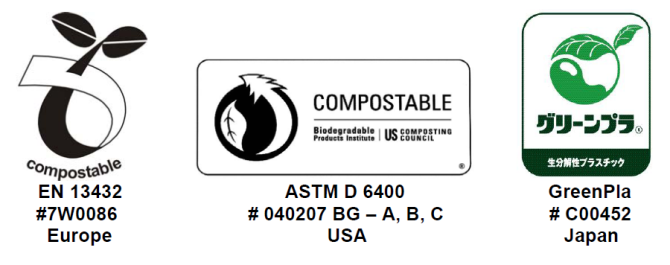 compostable
EN 13432
#7W0086
Europe
COMPOSTABLE
Biodegradable
Products Institute
US COMPOSTING
COUNCIL
®
ASTM D 6400
# 040207 BG – A, B, C
USA
グリーンプラ
生分解性プラスチック
GreenPla
# C00452
Japan